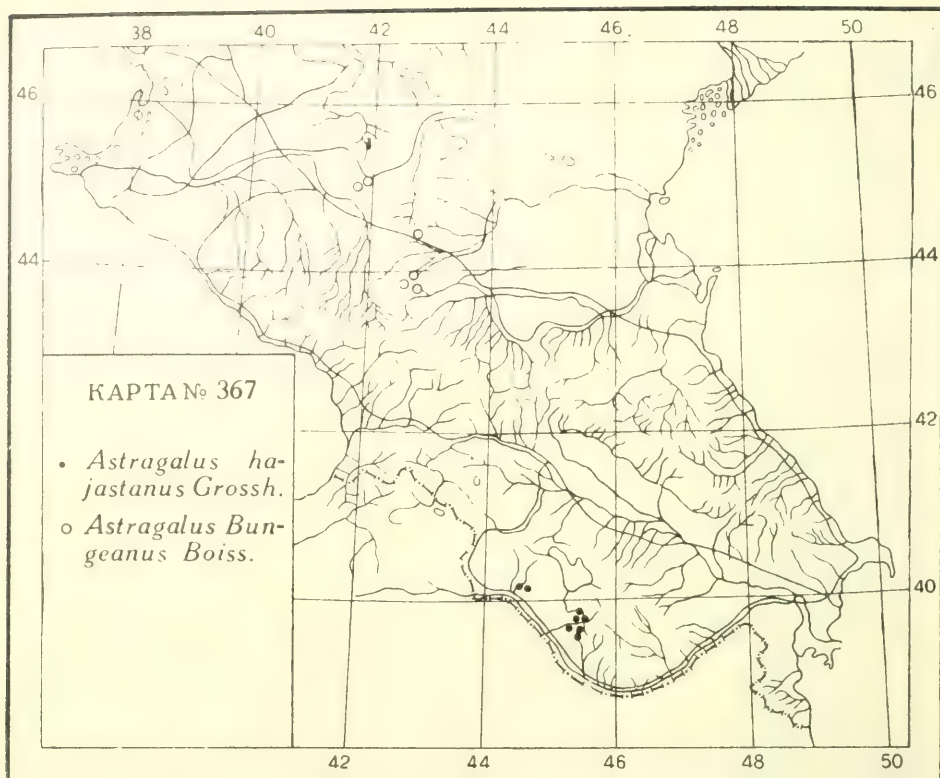 38 40 42 44 46 48 50
46 46
44 44
КАРТА № 367
42
• Astragalus ha-
jastanus Grossh.
○ Astragalus Bun-
geanus Boiss.
40
42 44 46 48 50